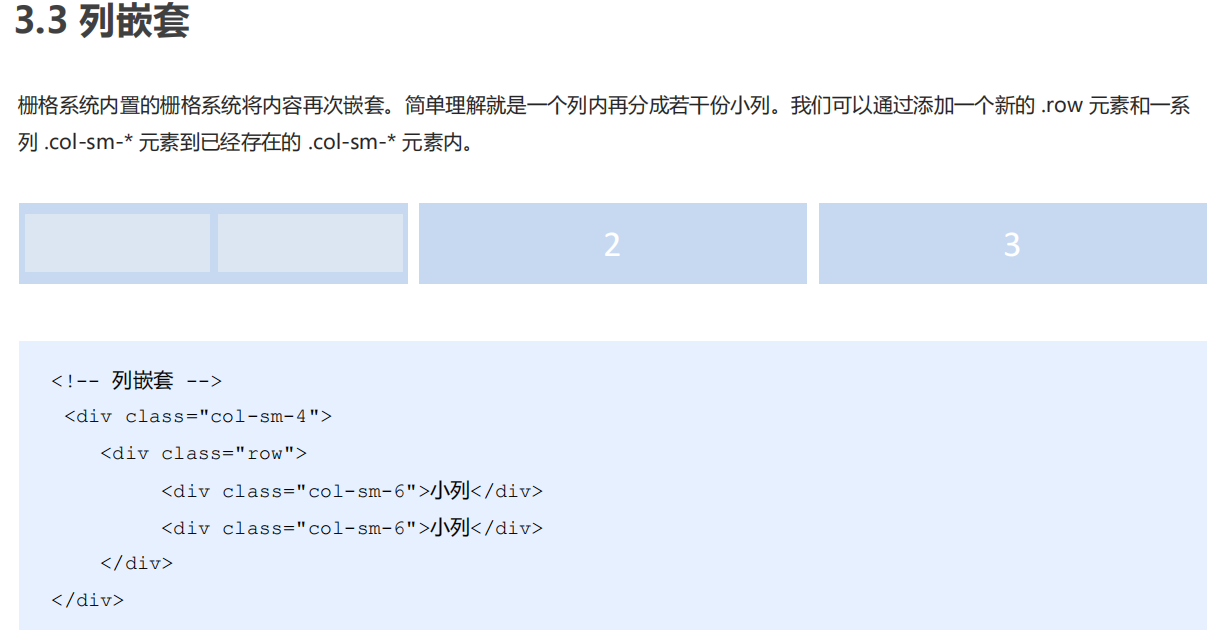 3.3 列嵌套
栅格系统内置的栅格系统将内容再次嵌套。简单理解就是一个列内再分成若干份小列。我们可以通过添加一个新的 .row 元素和一系
列 .col-sm-* 元素到已经存在的 .col-sm-* 元素内。
2 3
<!-- 列嵌套 -->
<div class="col-sm-4">
<div class="row">
<div class="col-sm-6">小列</div>
<div class="col-sm-6">小列</div>
</div>
</div>